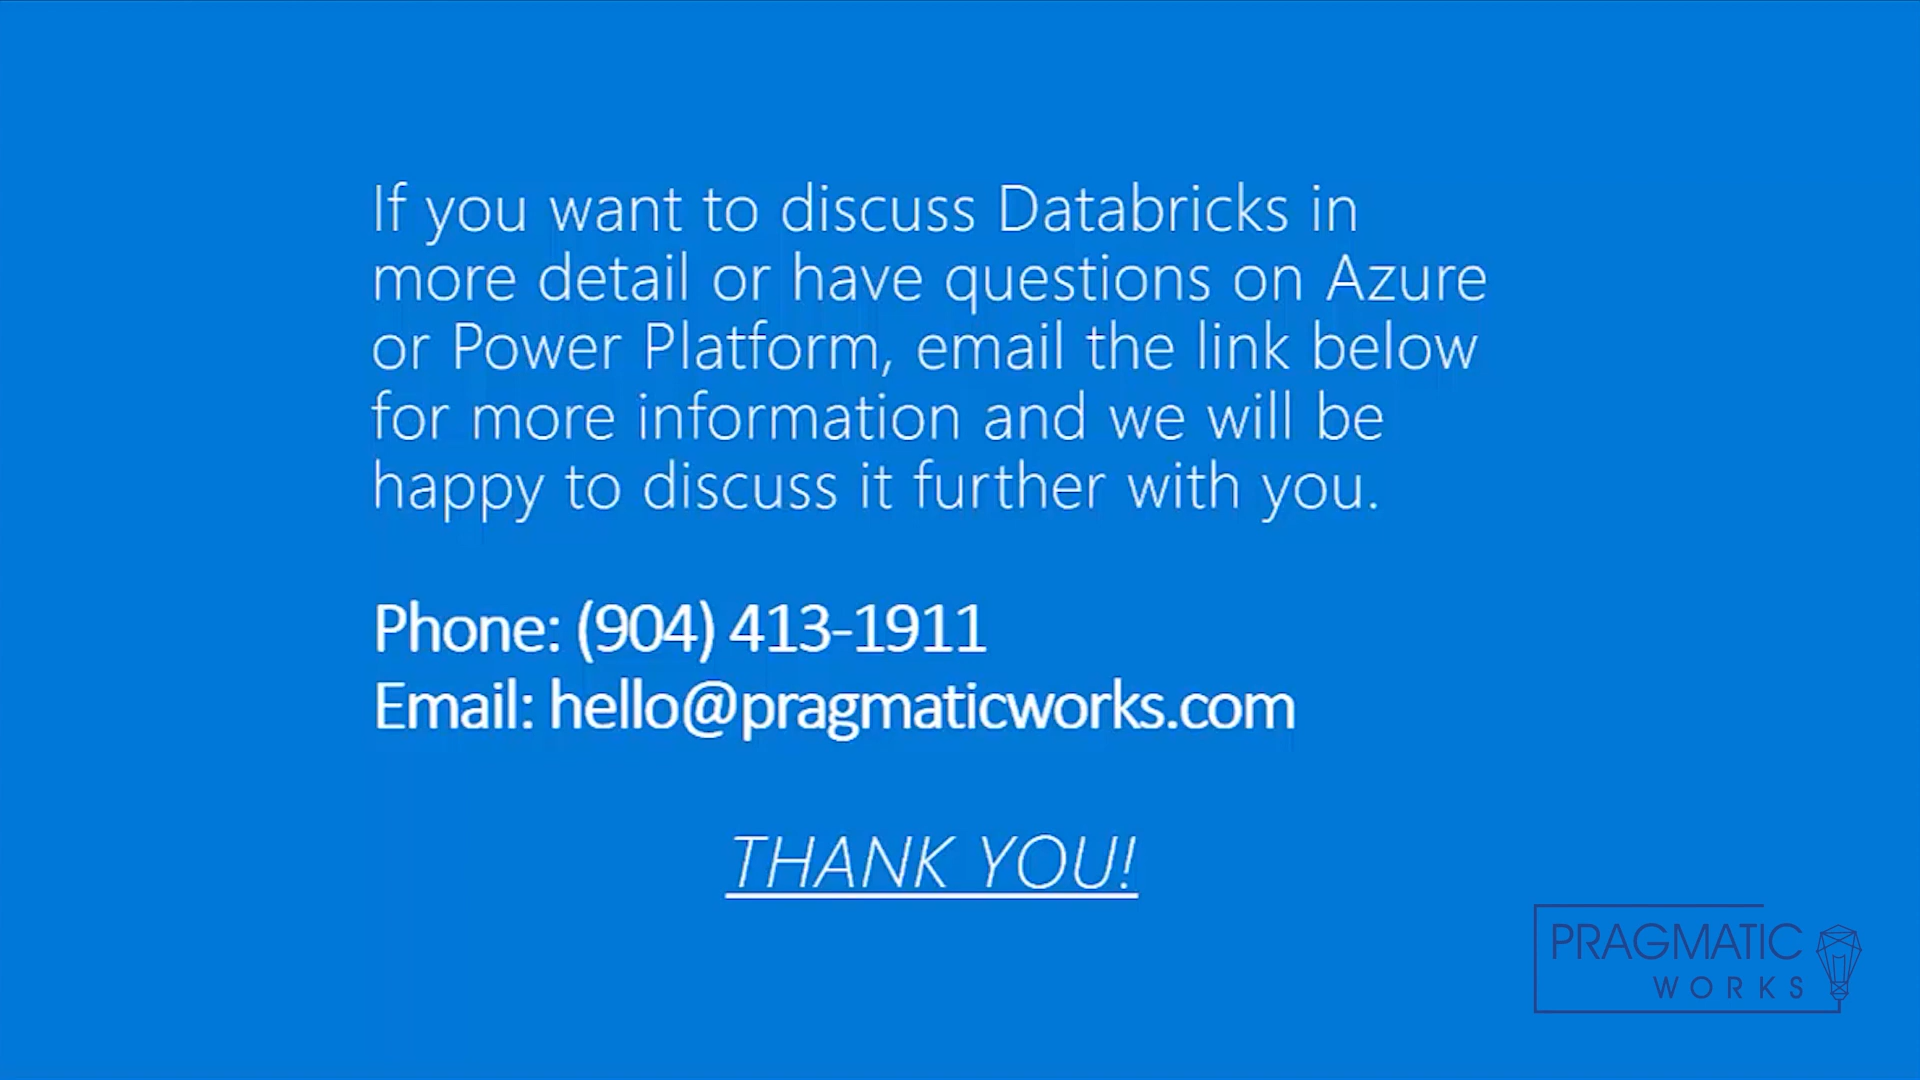 If you want to discuss Databricks in
more detail or have questions on Azure
or Power Platform, email the link below
for more information and we will be
happy to discuss it further with you.
Phone: (904) 413-1911
Email: hello@pragmaticworks.com
THANK YOU!
PRAGMATIC
WORKS